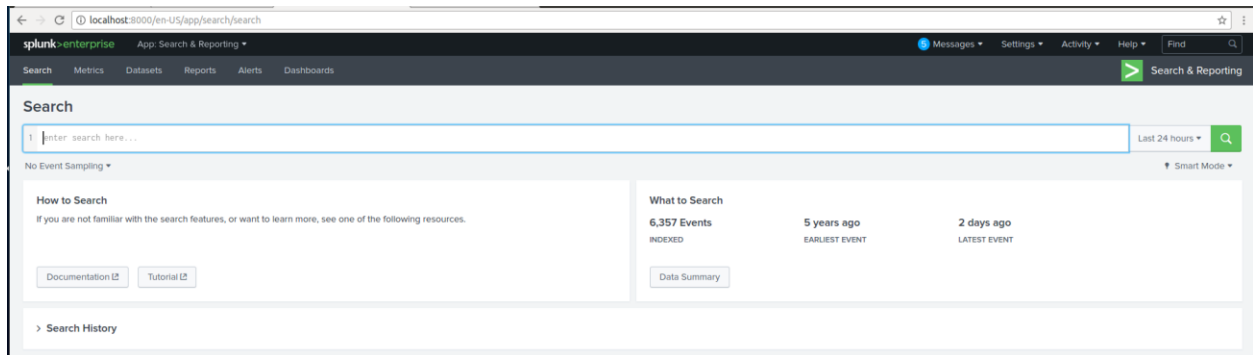 localhost:8000/en-US/app/search/search
splunk>enterprise App: Search & Reporting 5 Messages Settings Activity Help Find
Search Metrics Datasets Reports Alerts Dashboards Search & Reporting
Search
1 enter search here... Last 24 hours
No Event Sampling Smart Mode
How to Search
If you are not familiar with the search features, or want to learn more, see one of the following resources.
Documentation Tutorial
What to Search
6,357 Events 5 years ago 2 days ago
INDEXED EARLIEST EVENT LATEST EVENT
Data Summary
> Search History